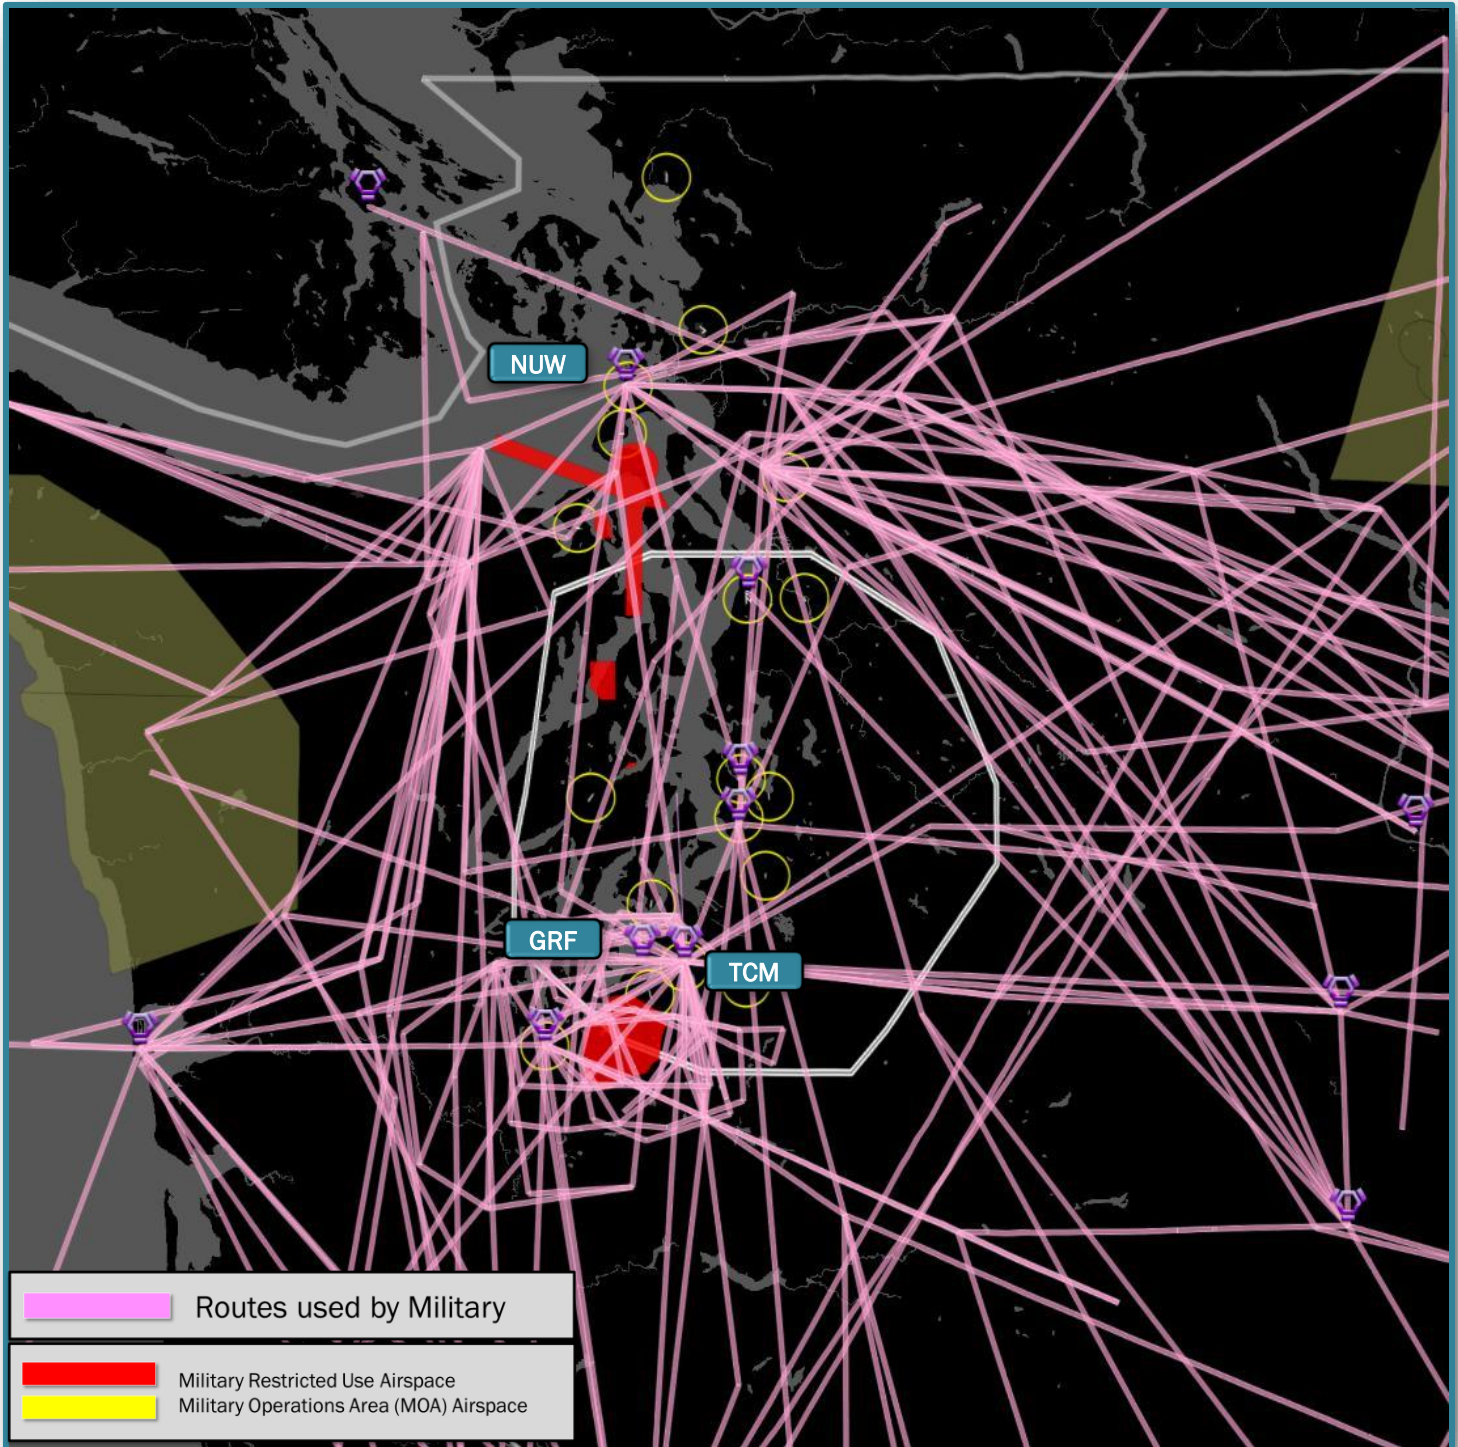 NUW
GRF
TCM
Routes used by Military
Military Restricted Use Airspace
Military Operations Area (MOA) Airspace